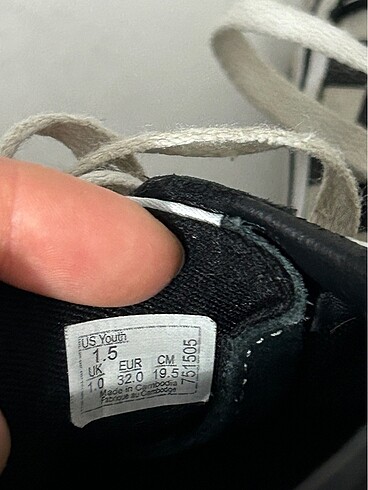 US Youth
1.5
UK EUR CM
1.0 32.0 19.5
Made in Cambodia
Fabriqué au Cambodge
751505